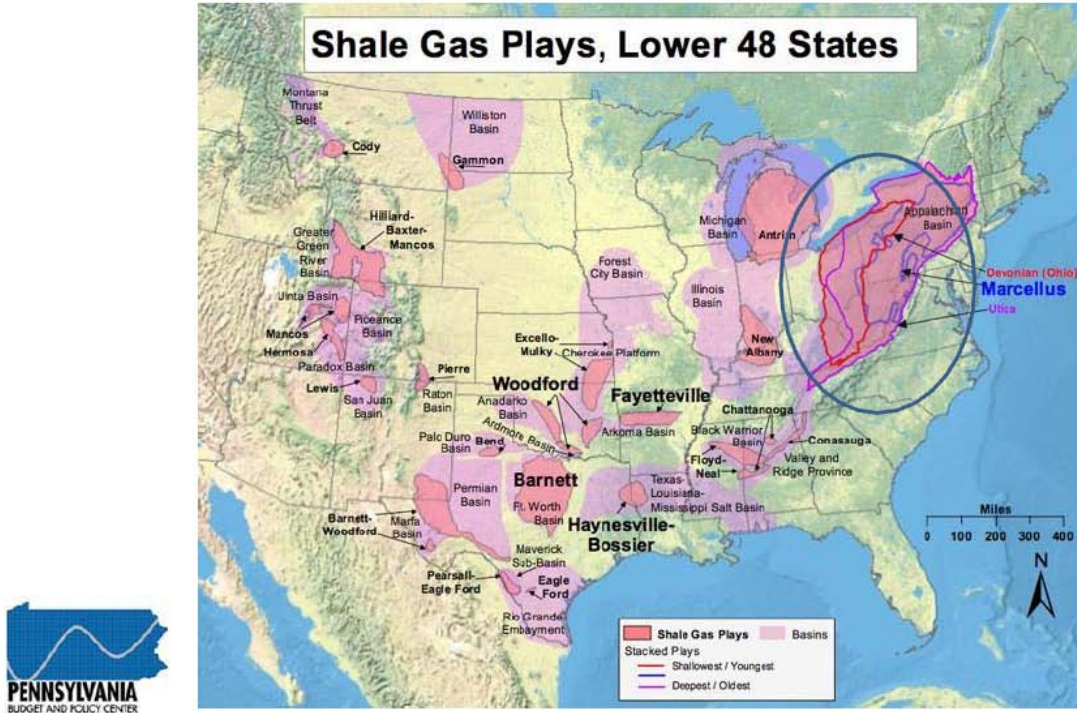 Shale Gas Plays, Lower 48 States
Montana
Thrust
Belt
Cody
Williston
Basin
Gammon
Hilliard-
Baxter-
Mancos
Greater
Green
River
Basin
Uinta Basin
Piceance
Basin
Mancos
Hermosa
Paradox Basin
Lewis
San Juan
Basin
Pierre
Raton
Basin
Forest
City Basin
Excello-
Mulky
Cherokee Platform
Woodford
Anadarko
Basin
Ardmore Basin
Palo Duro
Basin
Bend
Fayetteville
Arkoma Basin
Michigan
Basin
Antrim
Illinois
Basin
New
Albany
Appalachian
Basin
Devonian (Ohio)
Marcellus
Utica
Chattanooga
Black Warrior
Basin
Conasauga
Floyd-
Neal
Valley and
Ridge Province
Barnett
Ft. Worth
Basin
Permian
Basin
Barnett-
Woodford
Marfa
Basin
Texas-
Louisiana-
Mississippi Salt Basin
Haynesville-
Bossier
Maverick
Sub-Basin
Pearsall-
Eagle Ford
Eagle
Ford
Rio Grande
Embayment
Miles
0 100 200 300 400
N
Shale Gas Plays
Basins
Stacked Plays
Shallowest / Youngest
Deepest / Oldest
PENNSYLVANIA
BUDGET AND POLICY CENTER